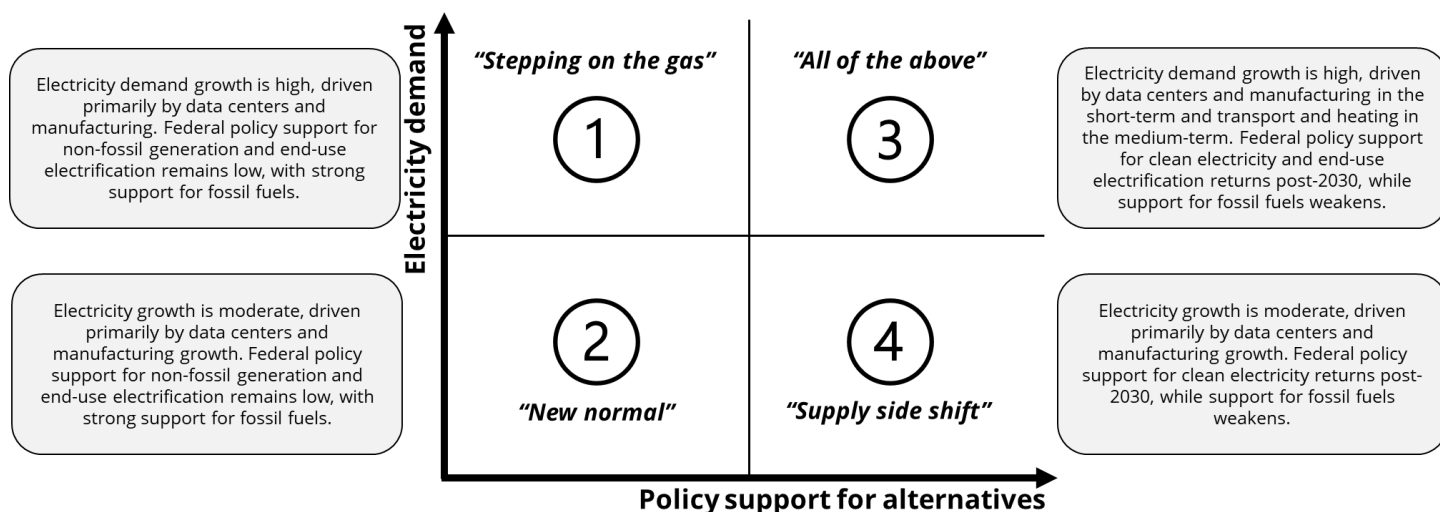 Electricity demand growth is high, driven
primarily by data centers and
manufacturing. Federal policy support for
non-fossil generation and end-use
electrification remains low, with strong
support for fossil fuels.
Electricity growth is moderate, driven
primarily by data centers and
manufacturing growth. Federal policy
support for non-fossil generation and
end-use electrification remains low, with
strong support for fossil fuels.
Electricity demand
“Stepping on the gas”
1
“All of the above”
3
2
“New normal”
4
“Supply side shift”
Policy support for alternatives
Electricity demand growth is high, driven
by data centers and manufacturing in the
short-term and transport and heating in
the medium-term. Federal policy support
for clean electricity and end-use
electrification returns post-2030, while
support for fossil fuels weakens.
Electricity growth is moderate, driven
primarily by data centers and
manufacturing growth. Federal policy
support for clean electricity returns post-
2030, while support for fossil fuels
weakens.